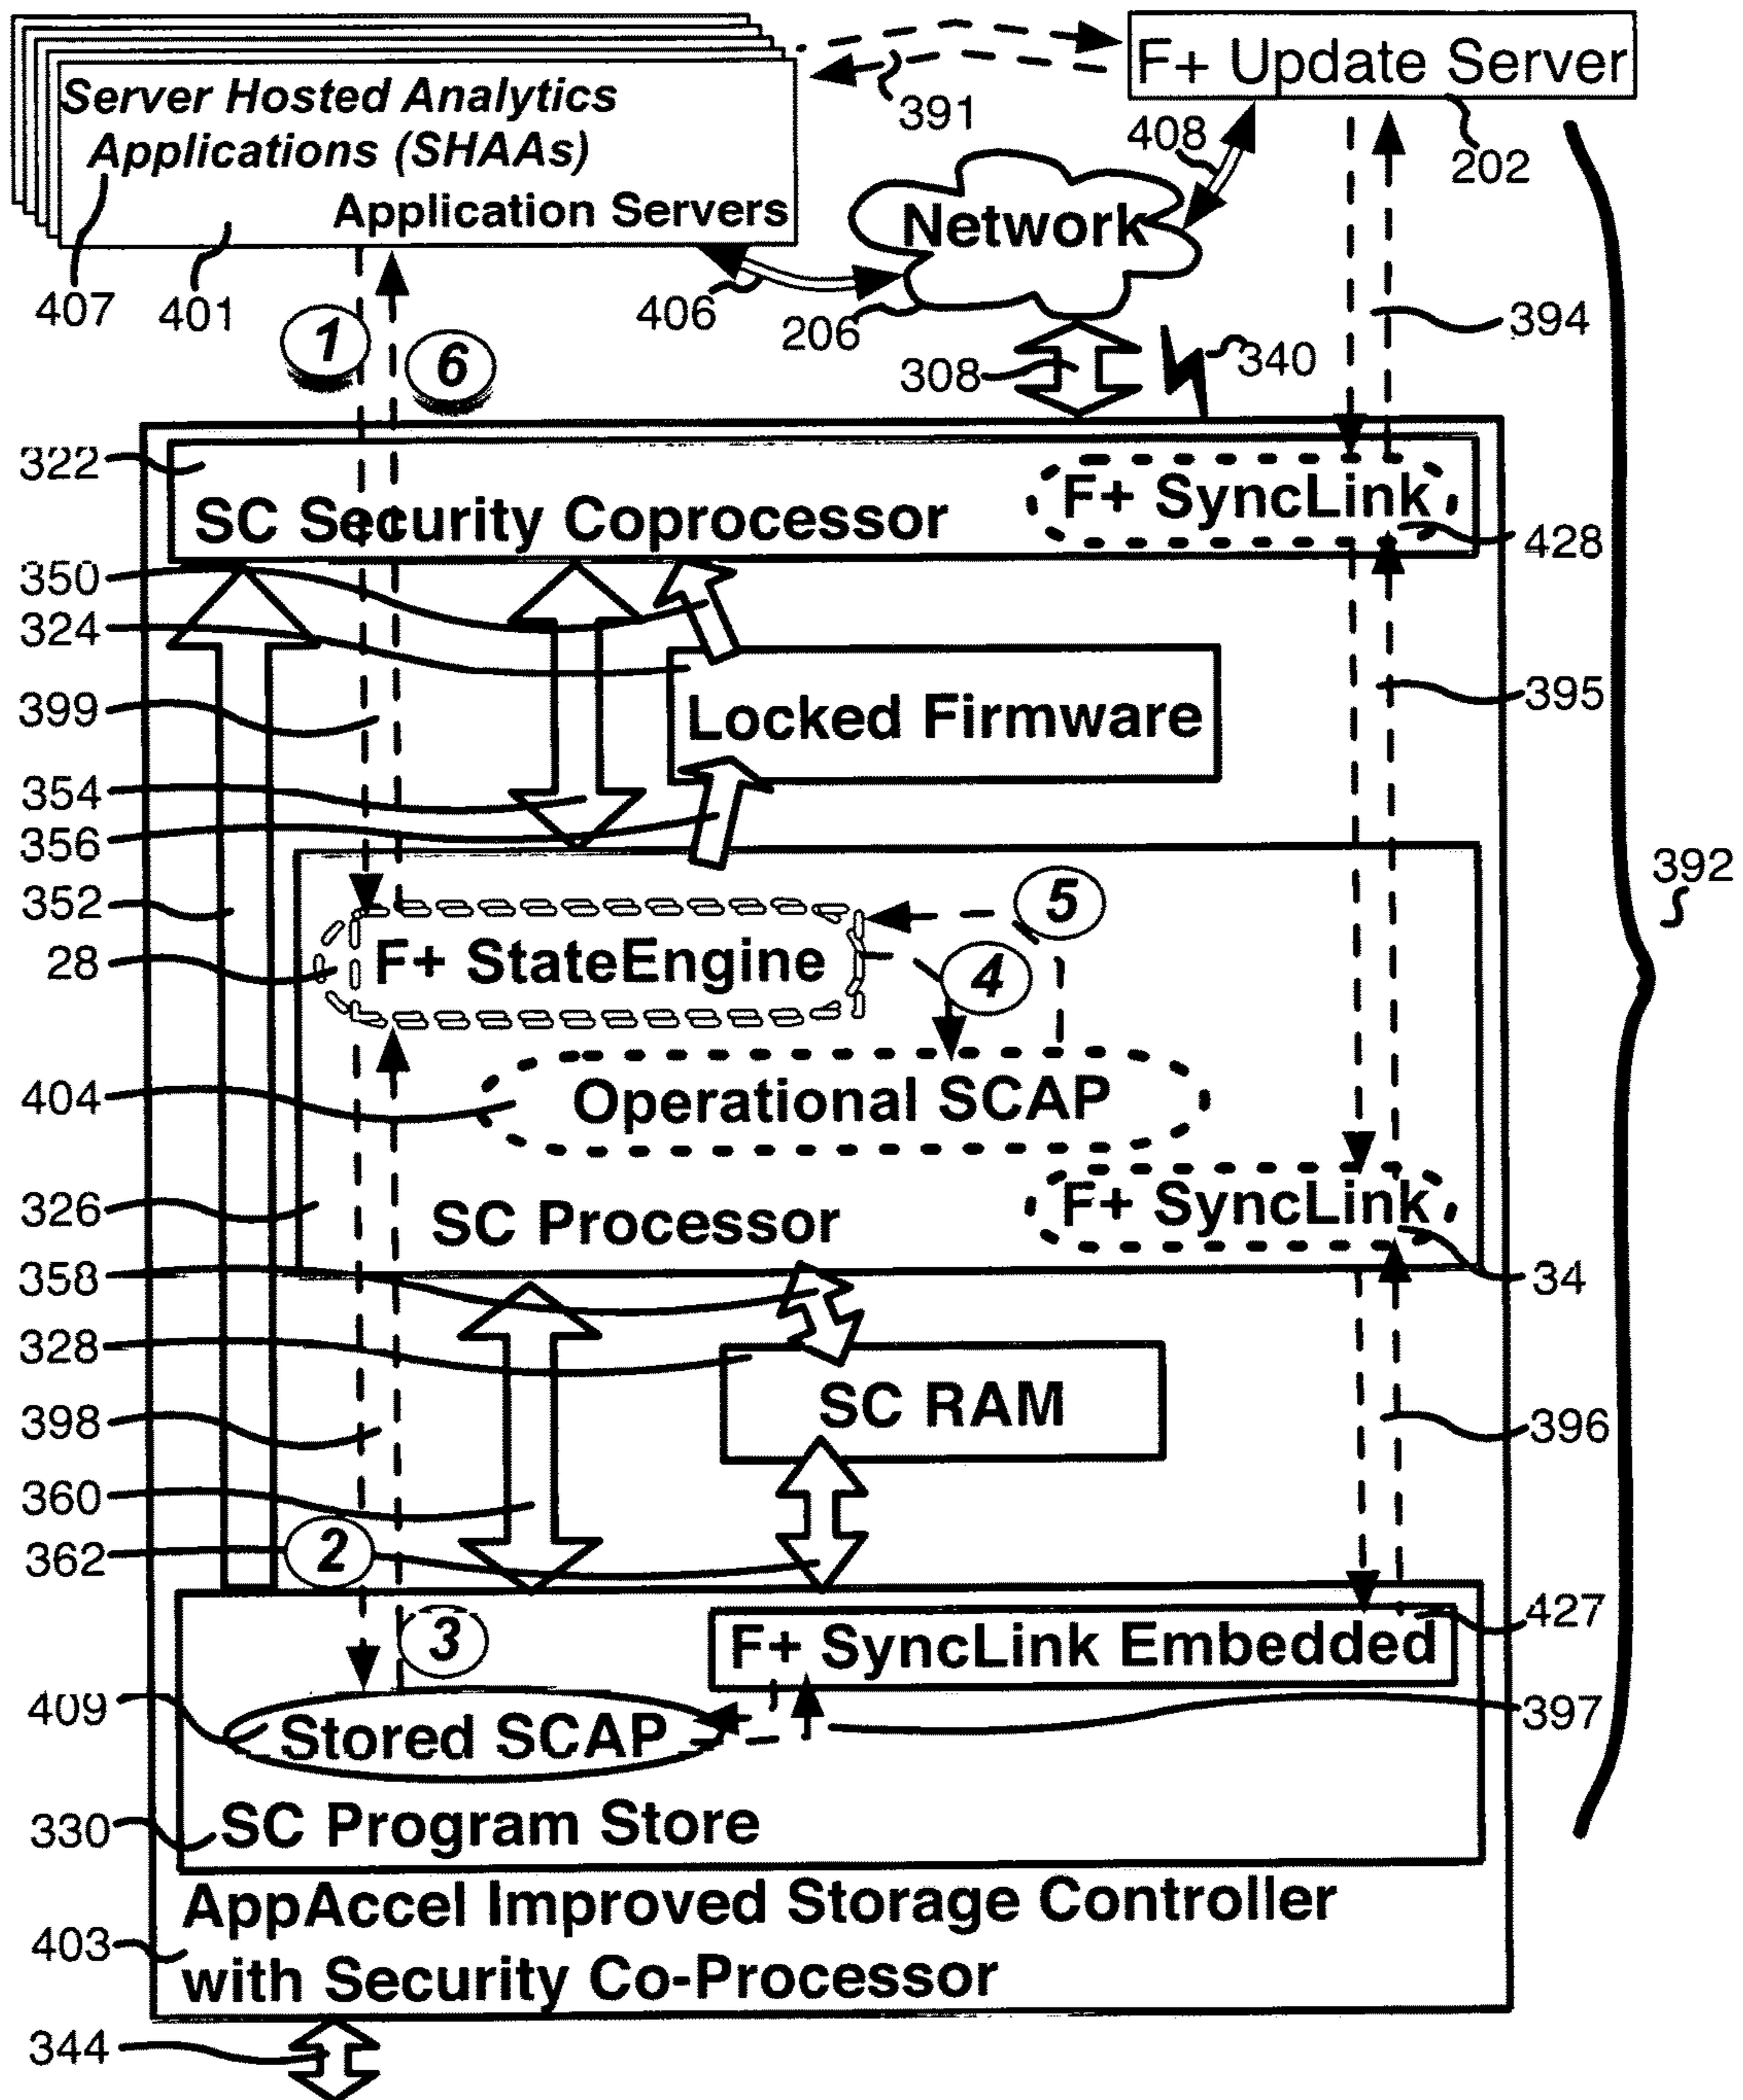 Server Hosted Analytics
Applications (SHAAs)
Application Servers
F+ Update Server
391
408
202
Network
407
401
406
206
394
1
6
308
340
322
SC Security Coprocessor
F+ SyncLink
428
350
324
399
Locked Firmware
395
354
356
392
352
5
28
F+ StateEngine
4
404
Operational SCAP
326
SC Processor
F+ SyncLink
358
34
328
SC RAM
398
396
360
362
2
427
3
F+ SyncLink Embedded
409
Stored SCAP
397
330
SC Program Store
AppAccel Improved Storage Controller
403
with Security Co-Processor
344